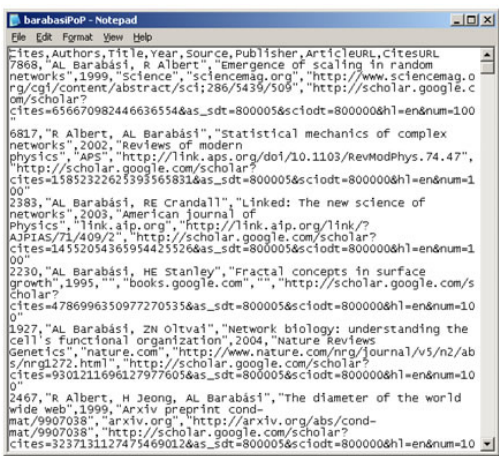 barabasiPoP - Notepad
File Edit Format View Help
Cites,Authors,Title,Year,Source,Publisher,ArticleURL,CitesURL
7868,"AL Barabási, R Albert","Emergence of scaling in random
networks",1999,"Science","sciencemag.org","http://www.sciencemag.o
rg/cgi/content/abstract/sci;286/5439/509","http://scholar.google.c
om/scholar?
cites=656670982446636554&as_sdt=800005&sciodt=800000&hl=en&num=100
"
6817,"R Albert, AL Barabási","Statistical mechanics of complex
networks",2002,"Reviews of modern
physics","APS","http://link.aps.org/doi/10.1103/RevModPhys.74.47",
"http://scholar.google.com/scholar?
cites=15852322625393565831&as_sdt=800005&sciodt=800000&hl=en&num=1
00"
2383,"AL Barabási, RE Crandall","Linked: The new science of
networks",2003,"American journal of
Physics","link.aip.org","http://link.aip.org/link/?
AJPIAS/71/409/2","http://scholar.google.com/scholar?
cites=14552054365954425526&as_sdt=800005&sciodt=800000&hl=en&num=1
00"
2230,"AL Barabási, HE Stanley","Fractal concepts in surface
growth",1995,"","books.google.com","","http://scholar.google.com/s
cholar?
cites=4786996350977270535&as_sdt=800005&sciodt=800000&hl=en&num=10
0"
1927,"AL Barabási, ZN Oltvai","Network biology: understanding the
cell's functional organization",2004,"Nature Reviews
Genetics","nature.com","http://www.nature.com/nrg/journal/v5/n2/ab
s/nrg1272.html","http://scholar.google.com/scholar?
cites=9301211696127977605&as_sdt=800005&sciodt=800000&hl=en&num=10
0"
2467,"R Albert, H Jeong, AL Barabási","The diameter of the world
wide web",1999,"Arxiv preprint cond-
mat/9907038","arxiv.org","http://arxiv.org/abs/cond-
mat/9907038","http://scholar.google.com/scholar?
cites=3237131127475469012&as_sdt=800005&sciodt=800000&hl=en&num=10